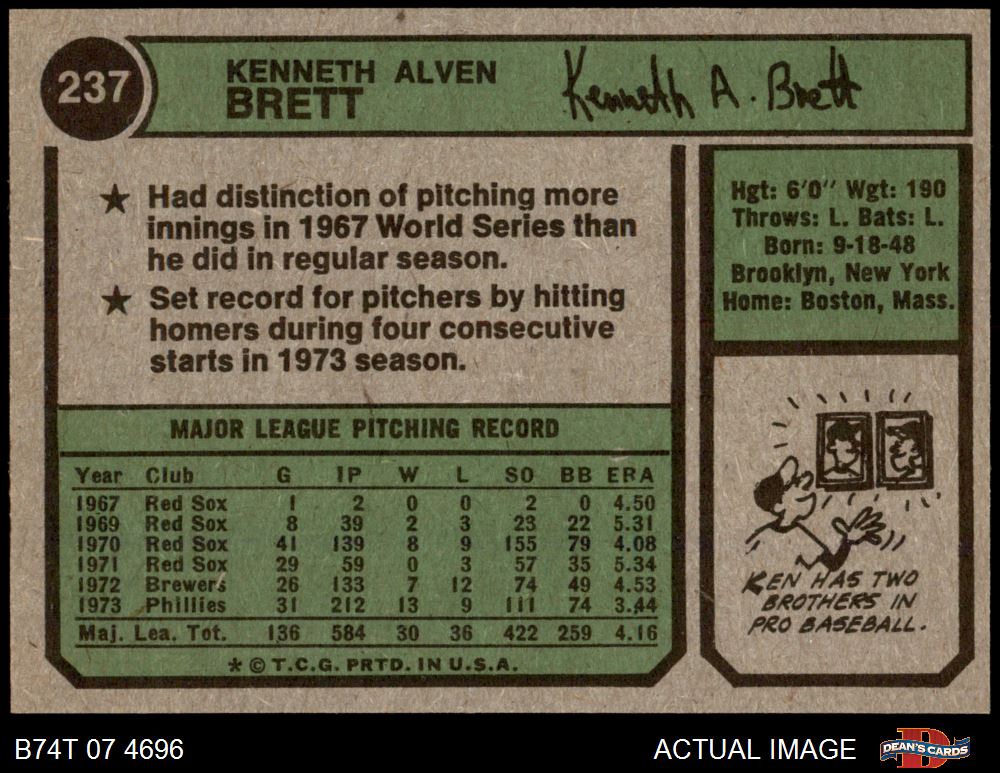 237
KENNETH ALVEN
BRETT
Kenneth A. Brett
★ Had distinction of pitching more
innings in 1967 World Series than
he did in regular season.
★ Set record for pitchers by hitting
homers during four consecutive
starts in 1973 season.
Hgt: 6'0'' Wgt: 190
Throws: L. Bats: L.
Born: 9-18-48
Brooklyn, New York
Home: Boston, Mass.
MAJOR LEAGUE PITCHING RECORD
Year Club G IP W L SO BB ERA
1967 Red Sox 1 2 0 0 2 0 4.50
1969 Red Sox 8 39 2 3 23 22 5.31
1970 Red Sox 41 139 8 9 155 79 4.08
1971 Red Sox 29 59 0 3 57 35 5.34
1972 Brewers 26 133 7 12 74 49 4.53
1973 Phillies 31 212 13 9 111 74 3.44
Maj. Lea. Tot. 136 584 30 36 422 259 4.16
* © T.C.G. PRTD. IN U.S.A.
KEN HAS TWO
BROTHERS IN
PRO BASEBALL.
B74T 07 4696
ACTUAL IMAGE
DEAN'S CARDS